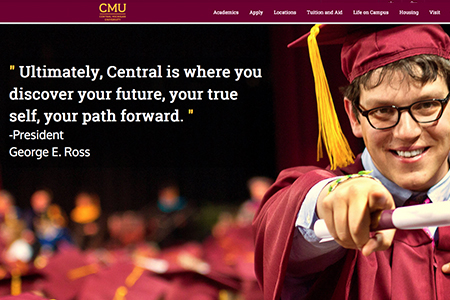 CMU
CENTRAL MICHIGAN
UNIVERSITY
Academics Apply Locations Tuition and Aid Life on Campus Housing Visit
" Ultimately, Central is where you
discover your future, your true
self, your path forward. "
-President
George E. Ross